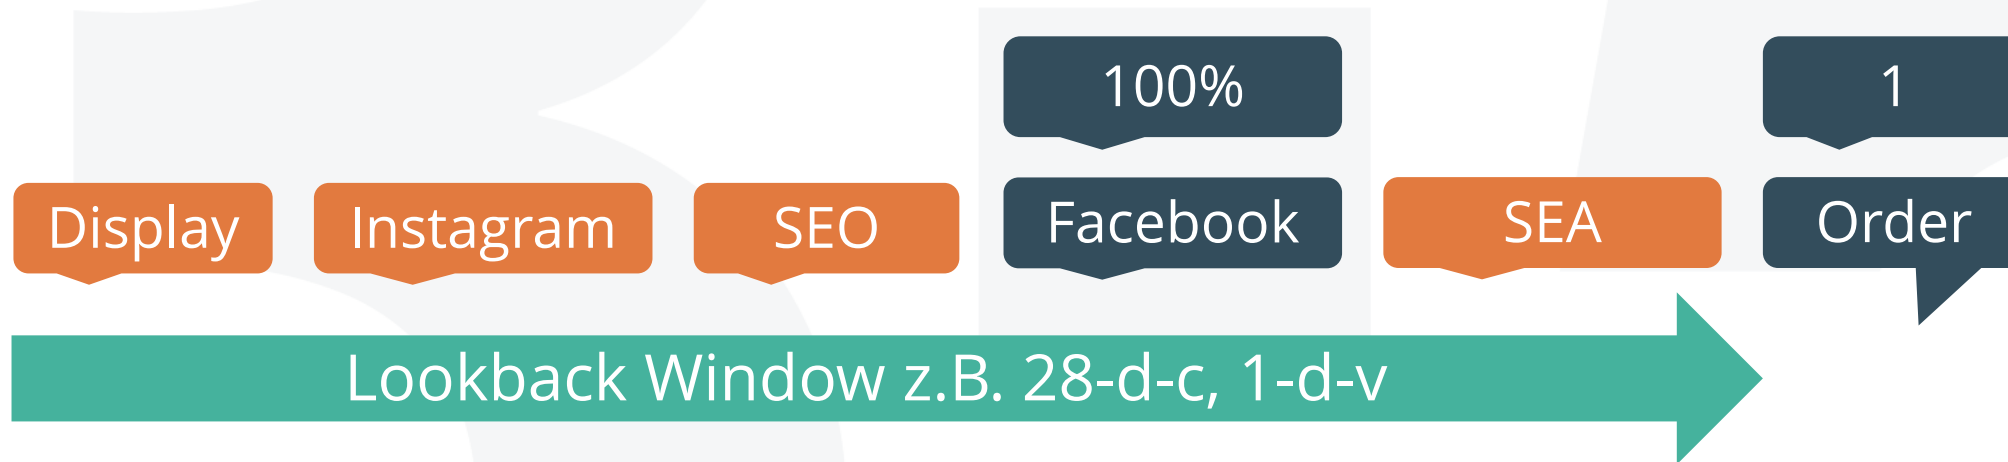 100%
1
Display
Instagram
SEO
Facebook
SEA
Order
Lookback Window z.B. 28-d-c, 1-d-v